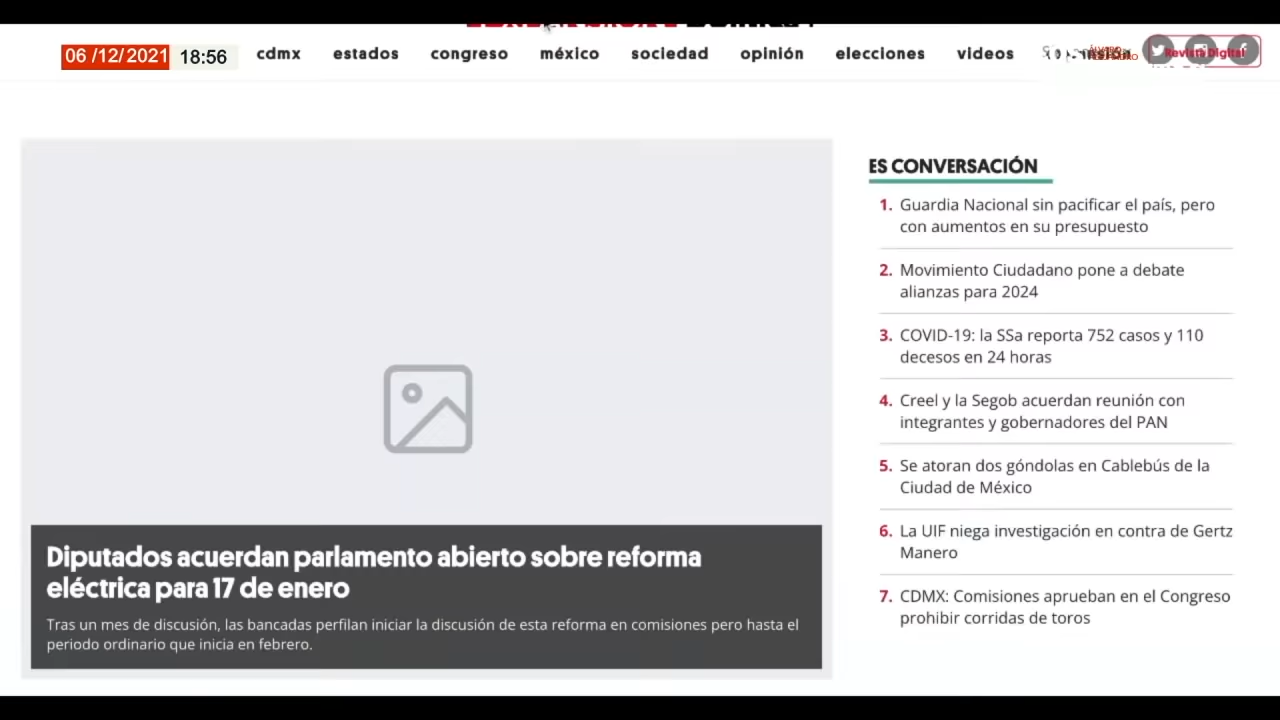 06 /12/2021 18:56 cdmx estados congreso méxico sociedad opinión elecciones videos
Revista Digital
ES CONVERSACIÓN
1. Guardia Nacional sin pacificar el país, pero
con aumentos en su presupuesto
2. Movimiento Ciudadano pone a debate
alianzas para 2024
3. COVID-19: la SSa reporta 752 casos y 110
decesos en 24 horas
4. Creel y la Segob acuerdan reunión con
integrantes y gobernadores del PAN
5. Se atoran dos góndolas en Cablebús de la
Ciudad de México
6. La UIF niega investigación en contra de Gertz
Manero
7. CDMX: Comisiones aprueban en el Congreso
prohibir corridas de toros
Diputados acuerdan parlamento abierto sobre reforma
eléctrica para 17 de enero
Tras un mes de discusión, las bancadas perfilan iniciar la discusión de esta reforma en comisiones pero hasta el
periodo ordinario que inicia en febrero.